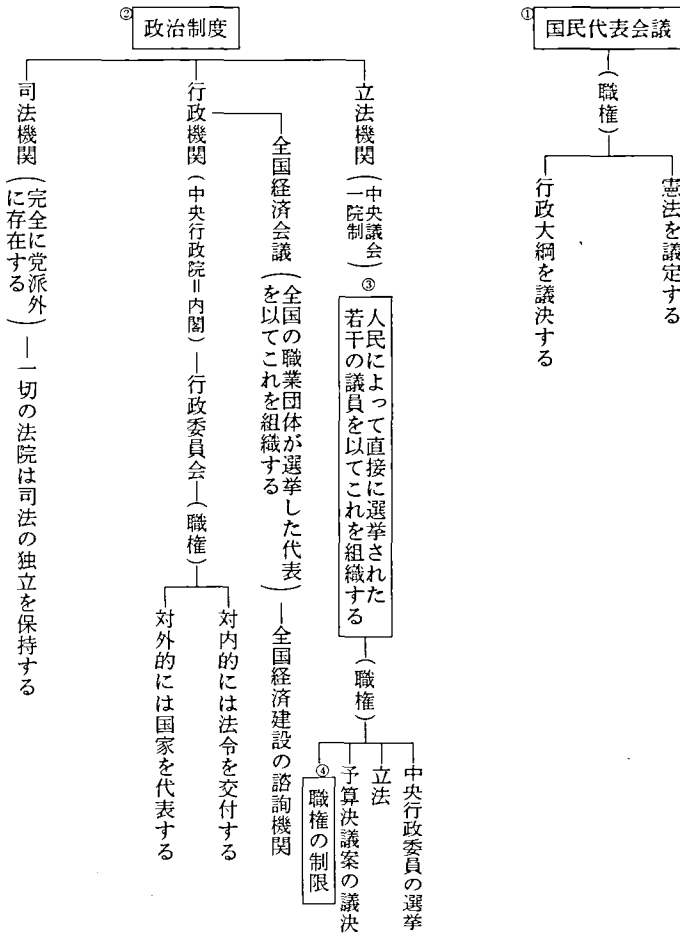 ①
国民代表会議
（職権）
憲法を議定する
行政大綱を議決する
②
政治制度
立法機関（中央議会
一院制）
③
人民によって直接に選挙された
若干の議員を以てこれを組織する
（職権）
中央行政委員の選挙
立法
予算決議案の議決
④
職権の制限
全国経済会議（全国の職業団体が選挙した代表
を以てこれを組織する）―全国経済建設の諮詢機関
行政機関（中央行政院＝内閣）―行政委員会―（職権）
対内的には法令を交付する
対外的には国家を代表する
司法機関（完全に党派外
に存在する）―一切の法院は司法の独立を保持する